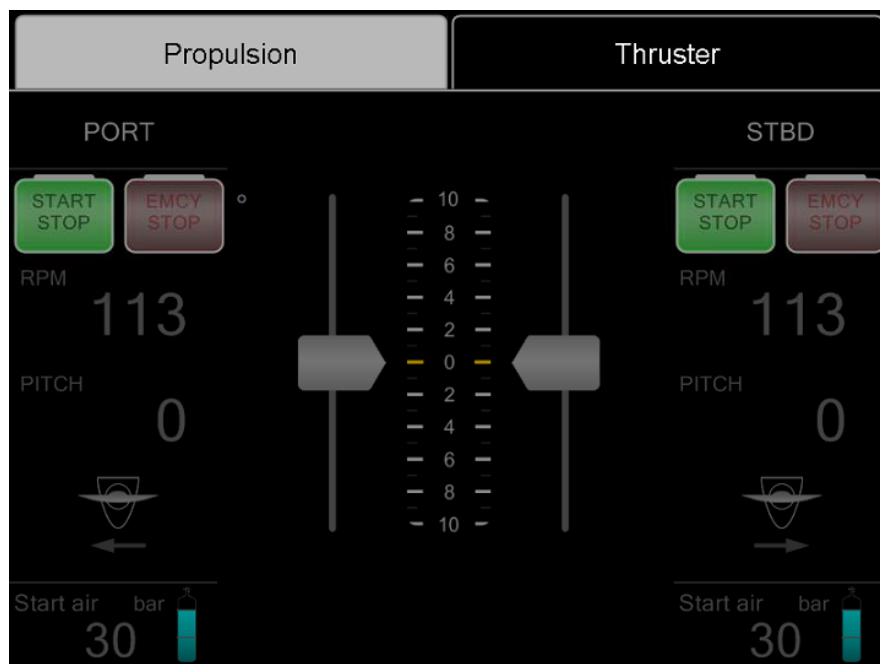 Propulsion
Thruster
PORT
START
STOP
EMCY
STOP
RPM
113
PITCH
0
Start air bar
30
10
8
6
4
2
0
2
4
6
8
10
STBD
START
STOP
EMCY
STOP
RPM
113
PITCH
0
Start air bar
30